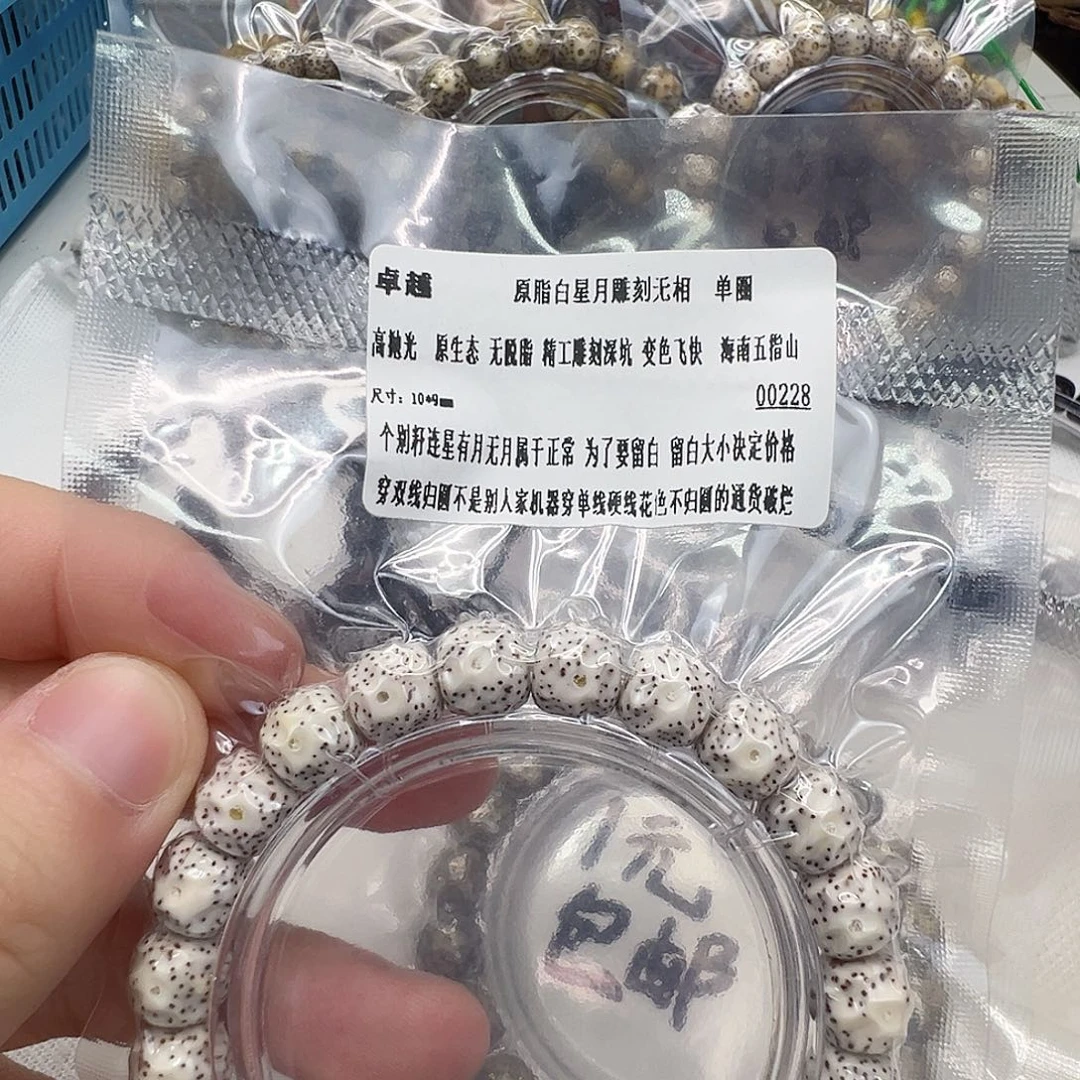 卓越 原脂白星月雕刻无相 单圈
高抛光 原生态 无脱脂 精工雕刻深坑 变色飞快 海南五指山
尺寸：10*9mm 00228
个别籽连星有月无月属于正常 为了要留白 留白大小决定价格
穿双线归圆不是别人家机器穿单线硬线花色不归圆的通货破烂
1元
包邮